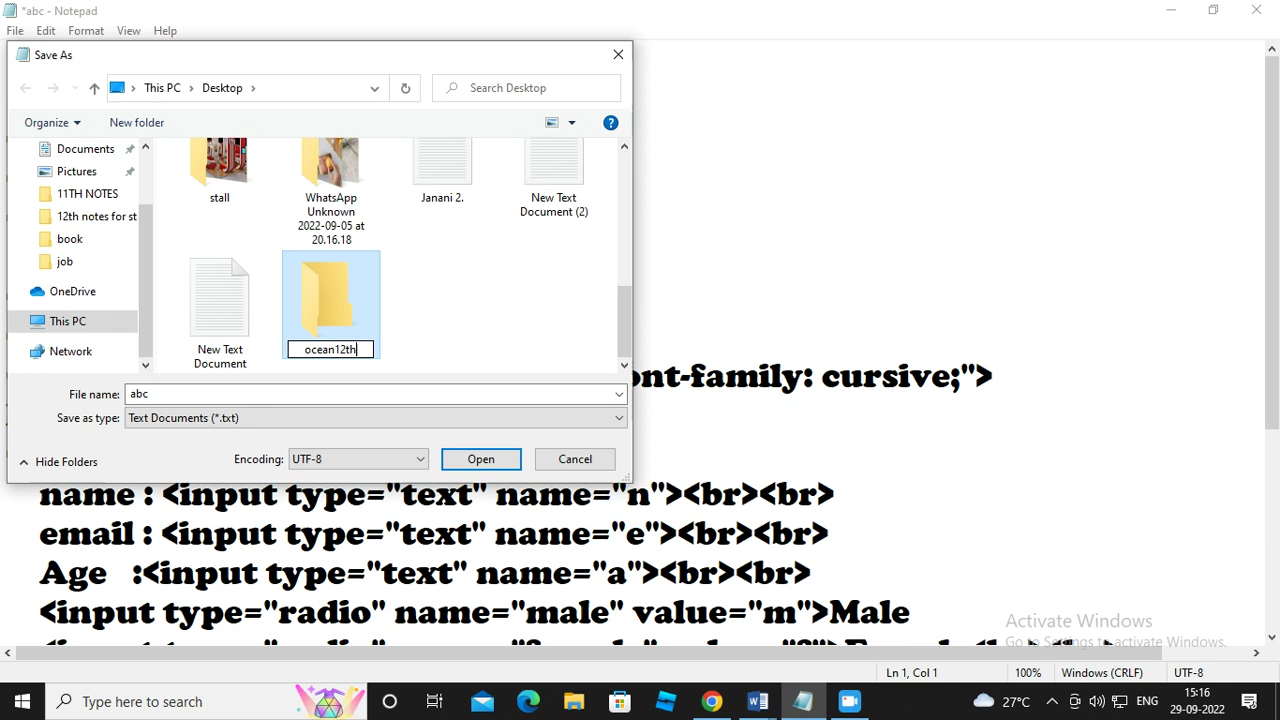 *abc - Notepad
File Edit Format View Help
Save As
This PC Desktop
Search Desktop
Organize New folder
Documents
Pictures
11TH NOTES
12th notes for st
book
job
OneDrive
This PC
Network
stall
WhatsApp
Unknown
2022-09-05 at
20.16.18
Janani 2.
New Text
Document (2)
New Text
Document
ocean12th
File name: abc
Save as type: Text Documents (*.txt)
Hide Folders
Encoding: UTF-8
Open Cancel
ont-family: cursive;">
name : <input type="text" name="n"><br><br>
email : <input type="text" name="e"><br><br>
Age :<input type="text" name="a"><br><br>
<input type="radio" name="male" value="m">Male
Activate Windows
Go to Settings to activate Windows.
Ln 1, Col 1 100% Windows (CRLF) UTF-8
Type here to search
27°C
ENG
15:16
29-09-2022